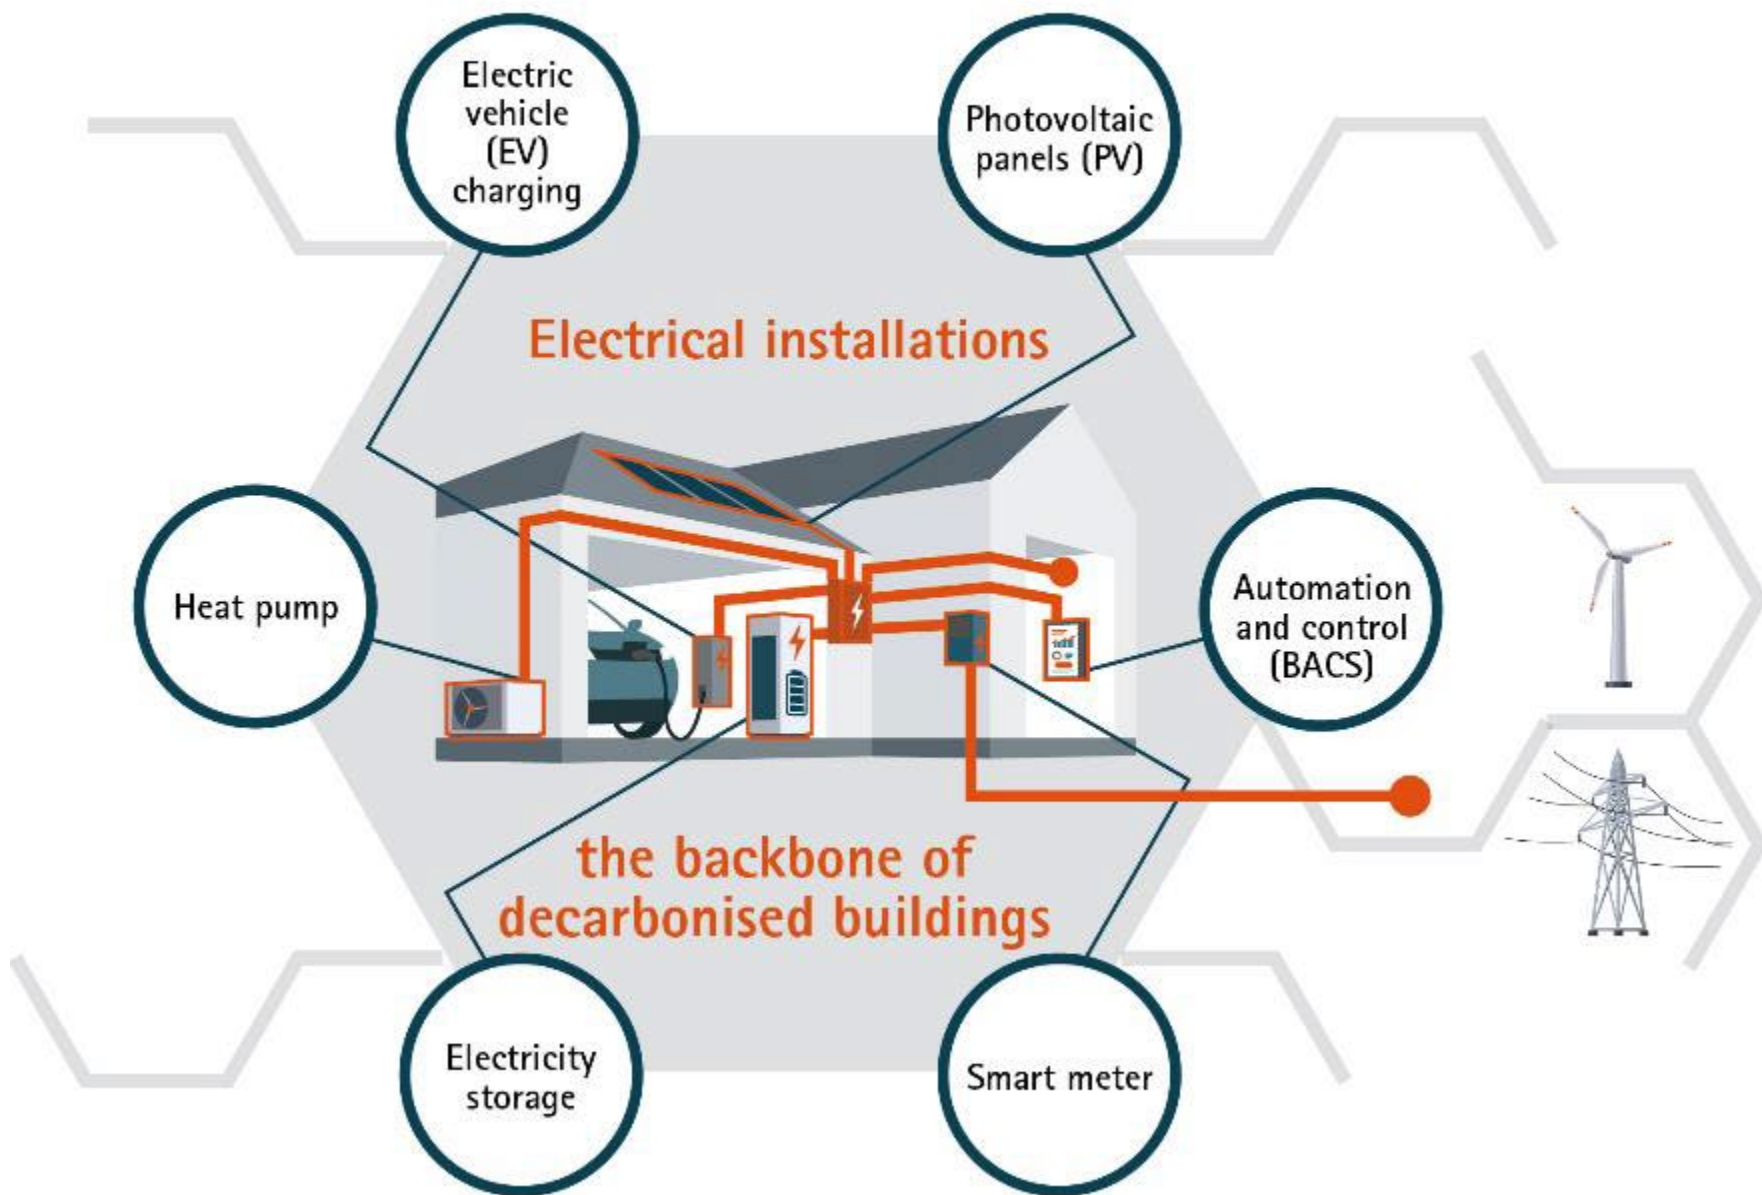 Electric
vehicle
(EV)
charging
Photovoltaic
panels (PV)
Electrical installations
Heat pump
Automation
and control
(BACS)
the backbone of
decarbonised buildings
Electricity
storage
Smart meter